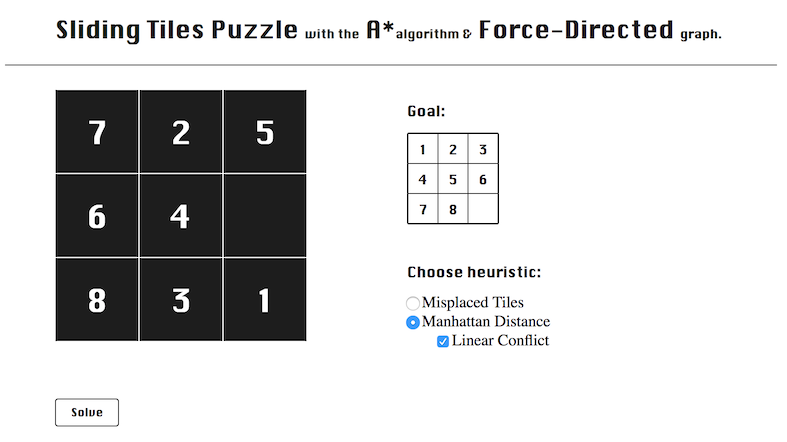 Sliding Tiles Puzzle with the A* algorithm & Force-Directed graph.
7 2 5
6 4
8 3 1
Goal:
1 2 3
4 5 6
7 8
Choose heuristic:
Misplaced Tiles
Manhattan Distance
Linear Conflict
Solve